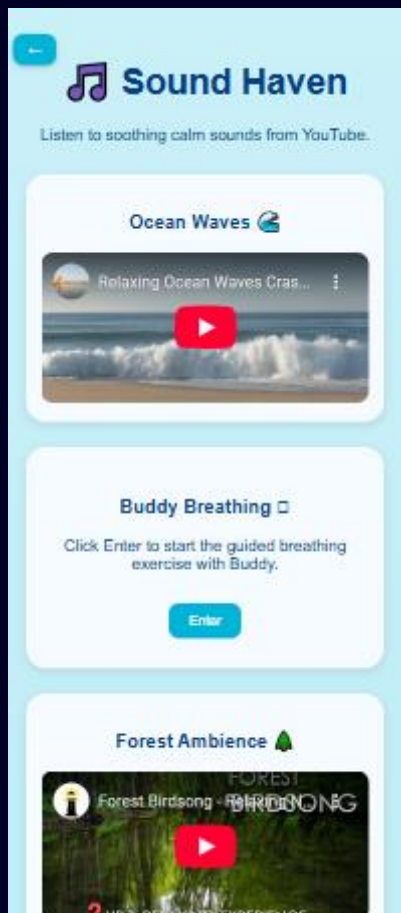 ←
🎵 Sound Haven
Listen to soothing calm sounds from YouTube.
Ocean Waves 🌊
Relaxing Ocean Waves Cras...
Buddy Breathing □
Click Enter to start the guided breathing
exercise with Buddy.
Enter
Forest Ambience 🌲
FOREST
Forest Birdsong - Relaxing N...
BIRDSONG